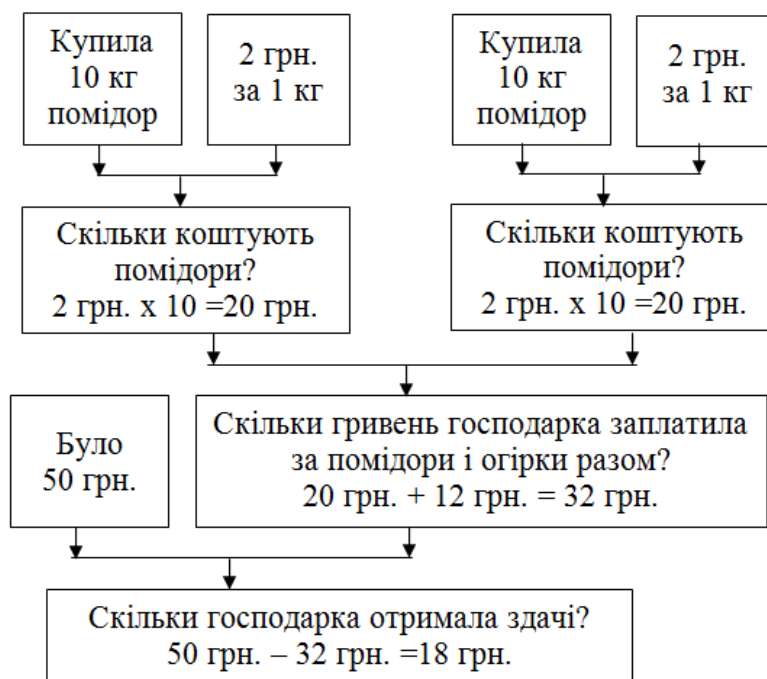 Купила
10 кг
помідор
2 грн.
за 1 кг
Купила
10 кг
помідор
2 грн.
за 1 кг
Скільки коштують
помідори?
2 грн. х 10 =20 грн.
Скільки коштують
помідори?
2 грн. х 10 =20 грн.
Було
50 грн.
Скільки гривень господарка заплатила
за помідори і огірки разом?
20 грн. + 12 грн. = 32 грн.
Скільки господарка отримала здачі?
50 грн. – 32 грн. =18 грн.